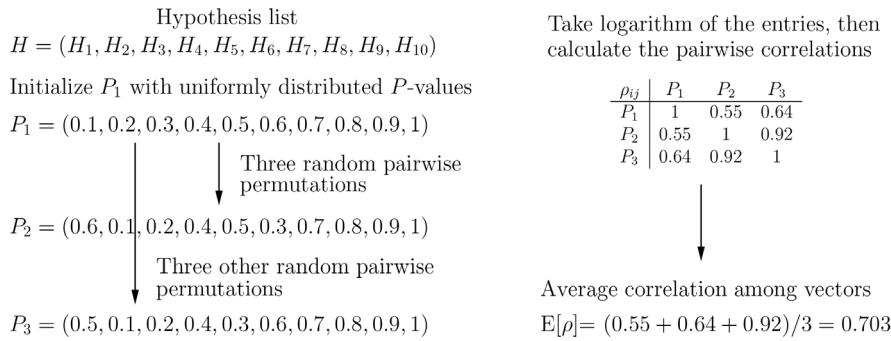 Hypothesis list
H = (H₁, H₂, H₃, H₄, H₅, H₆, H₇, H₈, H₉, H₁₀)
Initialize P₁ with uniformly distributed P-values
P₁ = (0.1, 0.2, 0.3, 0.4, 0.5, 0.6, 0.7, 0.8, 0.9, 1)
Three random pairwise
permutations
P₂ = (0.6, 0.1, 0.2, 0.4, 0.5, 0.3, 0.7, 0.8, 0.9, 1)
Three other random pairwise
permutations
P₃ = (0.5, 0.1, 0.2, 0.4, 0.3, 0.6, 0.7, 0.8, 0.9, 1)
Take logarithm of the entries, then
calculate the pairwise correlations
ρᵢⱼ P₁ P₂ P₃
P₁ 1 0.55 0.64
P₂ 0.55 1 0.92
P₃ 0.64 0.92 1
Average correlation among vectors
E[ρ]= (0.55 + 0.64 + 0.92)/3 = 0.703